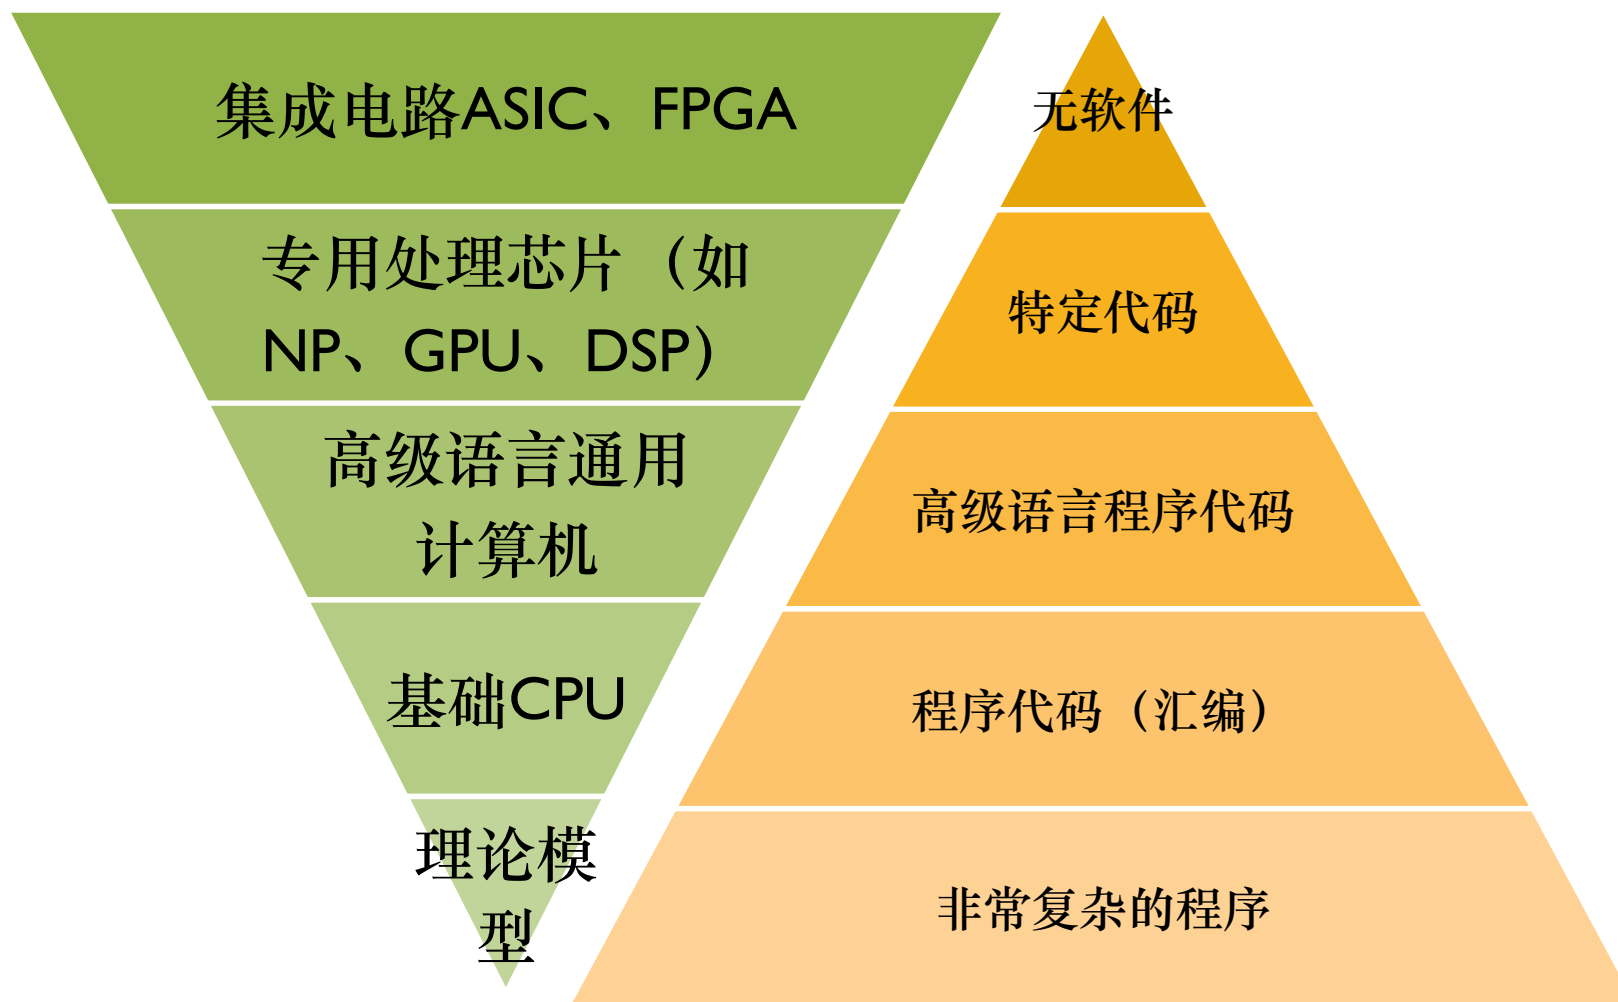 集成电路ASIC、FPGA
专用处理芯片（如
NP、GPU、DSP）
高级语言通用
计算机
基础CPU
理论模
型
无软件
特定代码
高级语言程序代码
程序代码（汇编）
非常复杂的程序